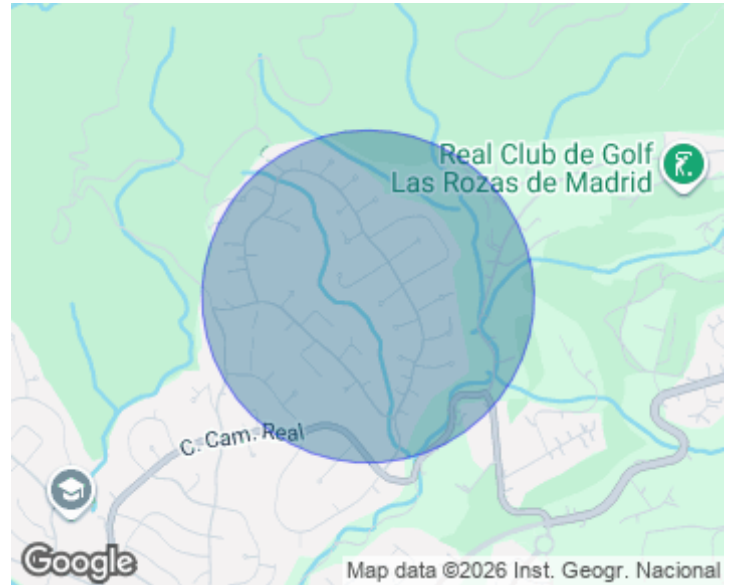 Real Club de Golf
Las Rozas de Madrid
C. Cam. Real
Google
Map data ©2026 Inst. Geogr. Nacional